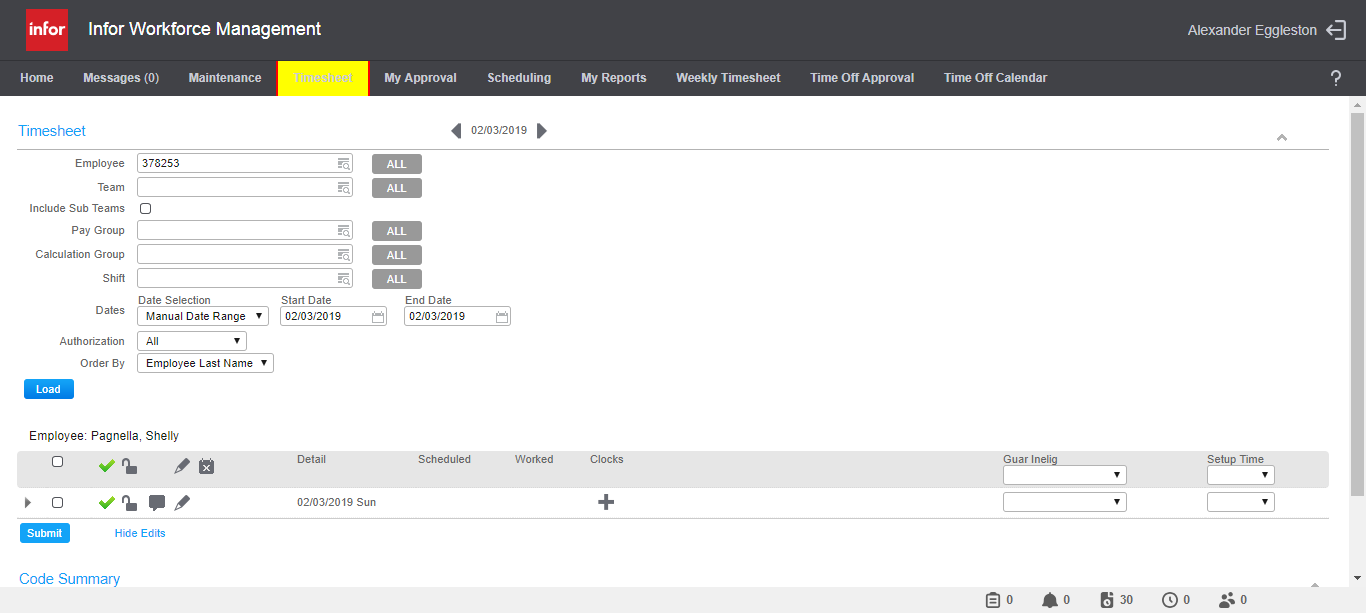 infor Infor Workforce Management Alexander Eggleston
Home Messages (0) Maintenance Timesheet My Approval Scheduling My Reports Weekly Timesheet Time Off Approval Time Off Calendar ?
Timesheet 02/03/2019
Employee 378253 ALL
Team ALL
Include Sub Teams
Pay Group ALL
Calculation Group ALL
Shift ALL
Date Selection Start Date End Date
Dates Manual Date Range 02/03/2019 02/03/2019
Authorization All
Order By Employee Last Name
Load
Employee: Pagnella, Shelly
Detail Scheduled Worked Clocks Guar Inelig Setup Time
02/03/2019 Sun
Submit Hide Edits
Code Summary
0 0 30 0 0